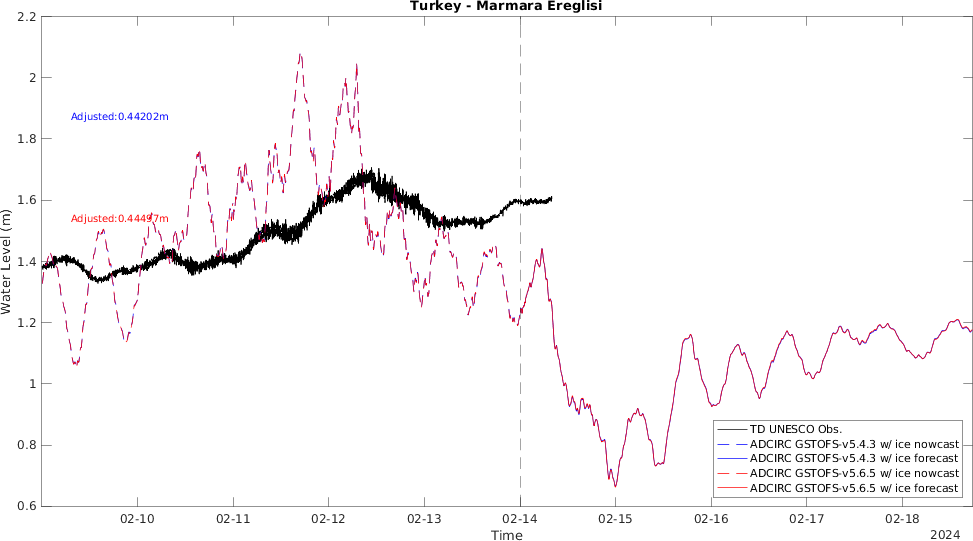 Turkey - Marmara Ereglisi
2.2
2
1.8
1.6
1.4
1.2
1
0.8
0.6
Water Level (m)
Adjusted:0.44202m
Adjusted:0.44497m
TD UNESCO Obs.
ADCIRC GSTOFS-v5.4.3 w/ ice nowcast
ADCIRC GSTOFS-v5.4.3 w/ ice forecast
ADCIRC GSTOFS-v5.6.5 w/ ice nowcast
ADCIRC GSTOFS-v5.6.5 w/ ice forecast
02-10 02-11 02-12 02-13 02-14 02-15 02-16 02-17 02-18
Time
2024